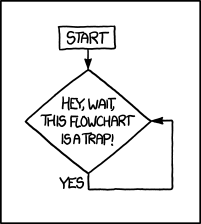 START
HEY, WAIT,
THIS FLOWCHART
IS A TRAP!
YES